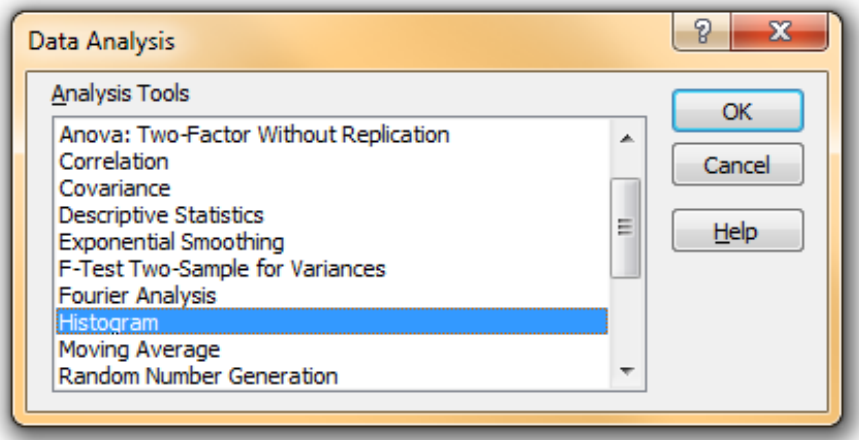 Data Analysis
Analysis Tools
Anova: Two-Factor Without Replication
Correlation
Covariance
Descriptive Statistics
Exponential Smoothing
F-Test Two-Sample for Variances
Fourier Analysis
Histogram
Moving Average
Random Number Generation
OK
Cancel
Help